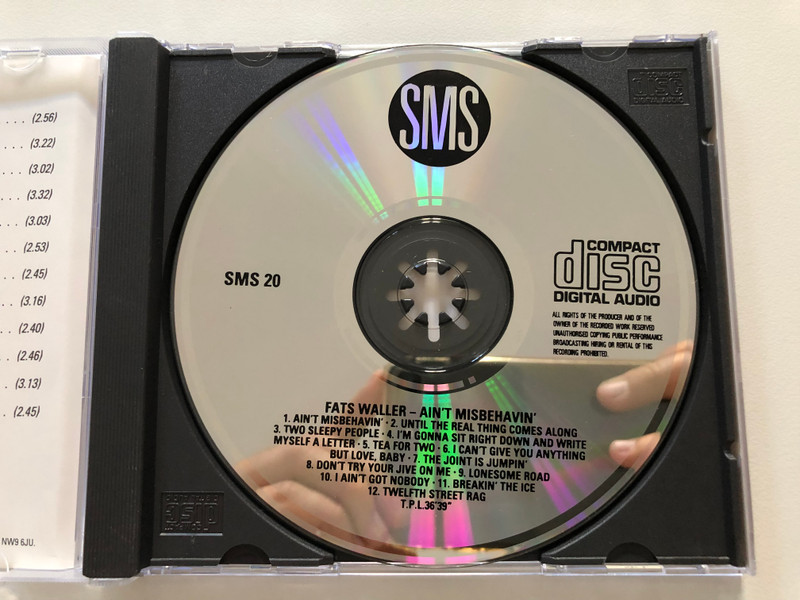 . . . . (2.56)
. . . (3.22)
. . . (3.02)
. . . (3.32)
. . . (3.03)
. . . (2.53)
. . . (2.45)
. . (3.16)
. . (2.40)
. . (2.46)
. (3.13)
. . (2.45)
NW9 6JU.
SMS
SMS 20
COMPACT
disc
DIGITAL AUDIO
ALL RIGHTS OF THE PRODUCER AND OF THE
OWNER OF THE RECORDED WORK RESERVED
UNAUTHORISED COPYING PUBLIC PERFORMANCE
BROADCASTING HIRING OR RENTAL OF THIS
RECORDING PROHIBITED.
FATS WALLER – AIN'T MISBEHAVIN'
1. AIN'T MISBEHAVIN' · 2. UNTIL THE REAL THING COMES ALONG
3. TWO SLEEPY PEOPLE · 4. I'M GONNA SIT RIGHT DOWN AND WRITE
MYSELF A LETTER · 5. TEA FOR TWO · 6. I CAN'T GIVE YOU ANYTHING
BUT LOVE, BABY · 7. THE JOINT IS JUMPIN'
8. DON'T TRY YOUR JIVE ON ME · 9. LONESOME ROAD
10. I AIN'T GOT NOBODY · 11. BREAKIN' THE ICE
12. TWELFTH STREET RAG
T.P.L.36'39"
COMPACT
disc
DIGITAL AUDIO